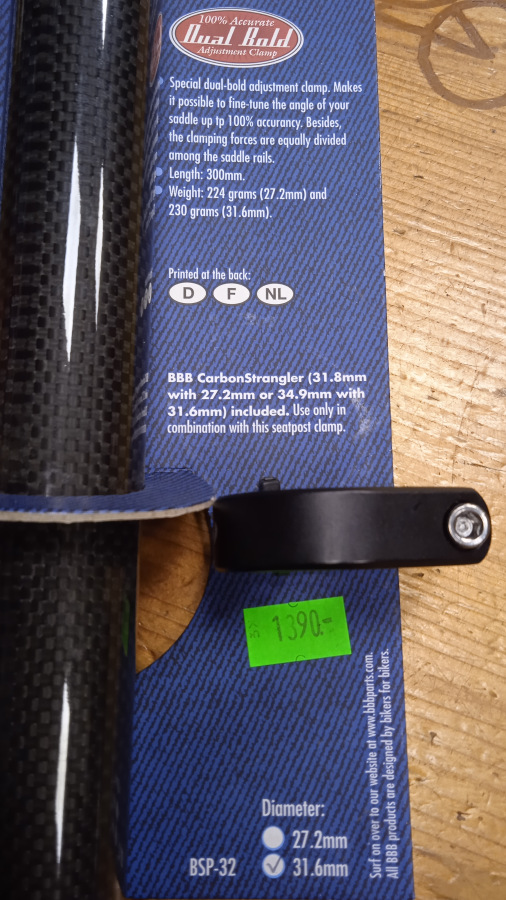 100% Accurate
Dual Bold
Adjustment Clamp
Special dual-bold adjustment clamp. Makes
it possible to fine-tune the angle of your
saddle up tp 100% accurancy. Besides,
the clamping forces are equally divided
among the saddle rails.
Length: 300mm.
Weight: 224 grams (27.2mm) and
230 grams (31.6mm).
Printed at the back:
D F NL
BBB CarbonStrangler (31.8mm
with 27.2mm or 34.9mm with
31.6mm) included. Use only in
combination with this seatpost clamp.
1390.-
Diameter:
27.2mm
BSP-32 31.6mm
Surf on over to our website at www.bbbparts.com.
All BBB products are designed by bikers for bikers.